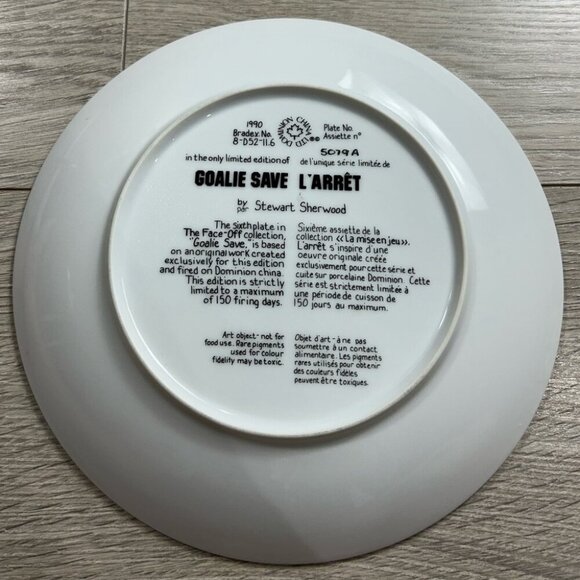 1990
Bradex No.
8-D52-11.6
DOMINION CHINA LTD ®
Plate No.
Assiette n°
5079A
in the only limited edition of
de l'unique série limitée de
GOALIE SAVE L'ARRÊT
by
par Stewart Sherwood
The sixth plate in
The Face-Off collection,
"Goalie Save," is based
on an original work created
exclusively for this edition
and fired on Dominion china.
This edition is strictly
limited to a maximum
of 150 firing days.
Sixième assiette de la
collection «La mise en jeu».
L'arrêt s'inspire d'une
oeuvre originale créée
exclusivement pour cette série et
cuite sur porcelaine Dominion. Cette
série est strictement limitée à
une période de cuisson de
150 jours au maximum.
Art object-not for
food use. Rare pigments
used for colour
fidelity may be toxic.
Objet d'art-à ne pas
soumettre à un contact
alimentaire. Les pigments
rares utilisés pour obtenir
des couleurs fidèles
peuvent être toxiques.